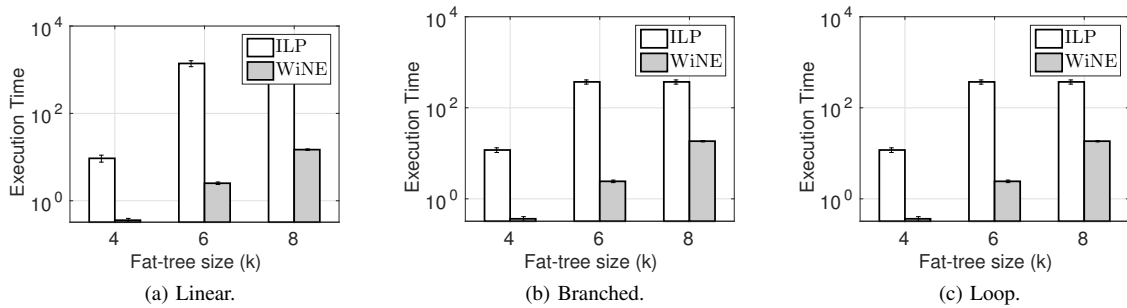 10^4
10^2
10^0
Execution Time
ILP
WiNE
4 6 8
Fat-tree size (k)
(a) Linear.
10^4
10^2
10^0
Execution Time
ILP
WiNE
4 6 8
Fat-tree size (k)
(b) Branched.
10^4
10^2
10^0
Execution Time
ILP
WiNE
4 6 8
Fat-tree size (k)
(c) Loop.